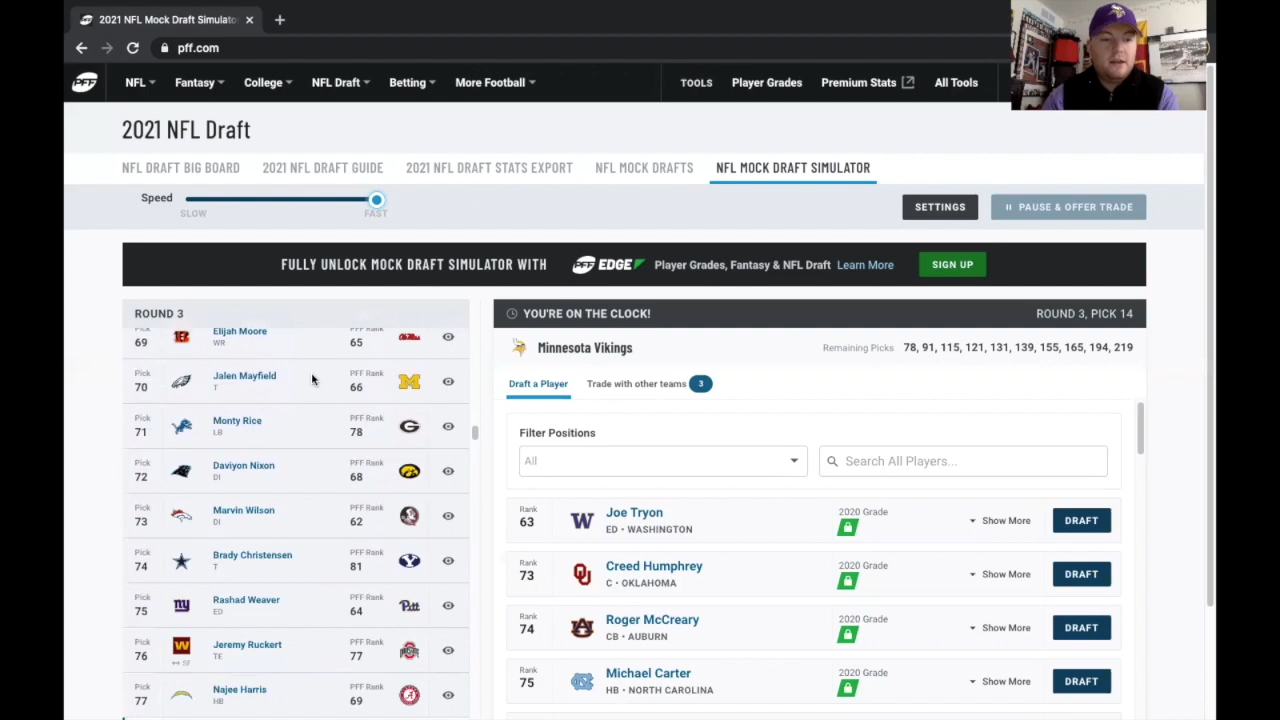 2021 NFL Mock Draft Simulato
pff.com
PFF
NFL
Fantasy
College
NFL Draft
Betting
More Football
TOOLS
Player Grades
Premium Stats
All Tools
2021 NFL Draft
NFL DRAFT BIG BOARD
2021 NFL DRAFT GUIDE
2021 NFL DRAFT STATS EXPORT
NFL MOCK DRAFTS
NFL MOCK DRAFT SIMULATOR
Speed
SLOW
FAST
SETTINGS
PAUSE & OFFER TRADE
FULLY UNLOCK MOCK DRAFT SIMULATOR WITH
PFF EDGE
Player Grades, Fantasy & NFL Draft Learn More
SIGN UP
ROUND 3
Pick
69
Elijah Moore
WR
PFF Rank
65
Pick
70
Jalen Mayfield
T
PFF Rank
66
Pick
71
Monty Rice
LB
PFF Rank
78
Pick
72
Daviyon Nixon
DI
PFF Rank
68
Pick
73
Marvin Wilson
DI
PFF Rank
62
Pick
74
Brady Christensen
T
PFF Rank
81
Pick
75
Rashad Weaver
ED
PFF Rank
64
Pick
76
Jeremy Ruckert
TE
PFF Rank
77
Pick
77
Najee Harris
HB
PFF Rank
69
YOU'RE ON THE CLOCK!
ROUND 3, PICK 14
Minnesota Vikings
Remaining Picks 78, 91, 115, 121, 131, 139, 155, 165, 194, 219
Draft a Player
Trade with other teams 3
Filter Positions
All
Search All Players...
Rank
63
Joe Tryon
ED • WASHINGTON
2020 Grade
Show More
DRAFT
Rank
73
Creed Humphrey
C • OKLAHOMA
2020 Grade
Show More
DRAFT
Rank
74
Roger McCreary
CB • AUBURN
2020 Grade
Show More
DRAFT
Rank
75
Michael Carter
HB • NORTH CAROLINA
2020 Grade
Show More
DRAFT